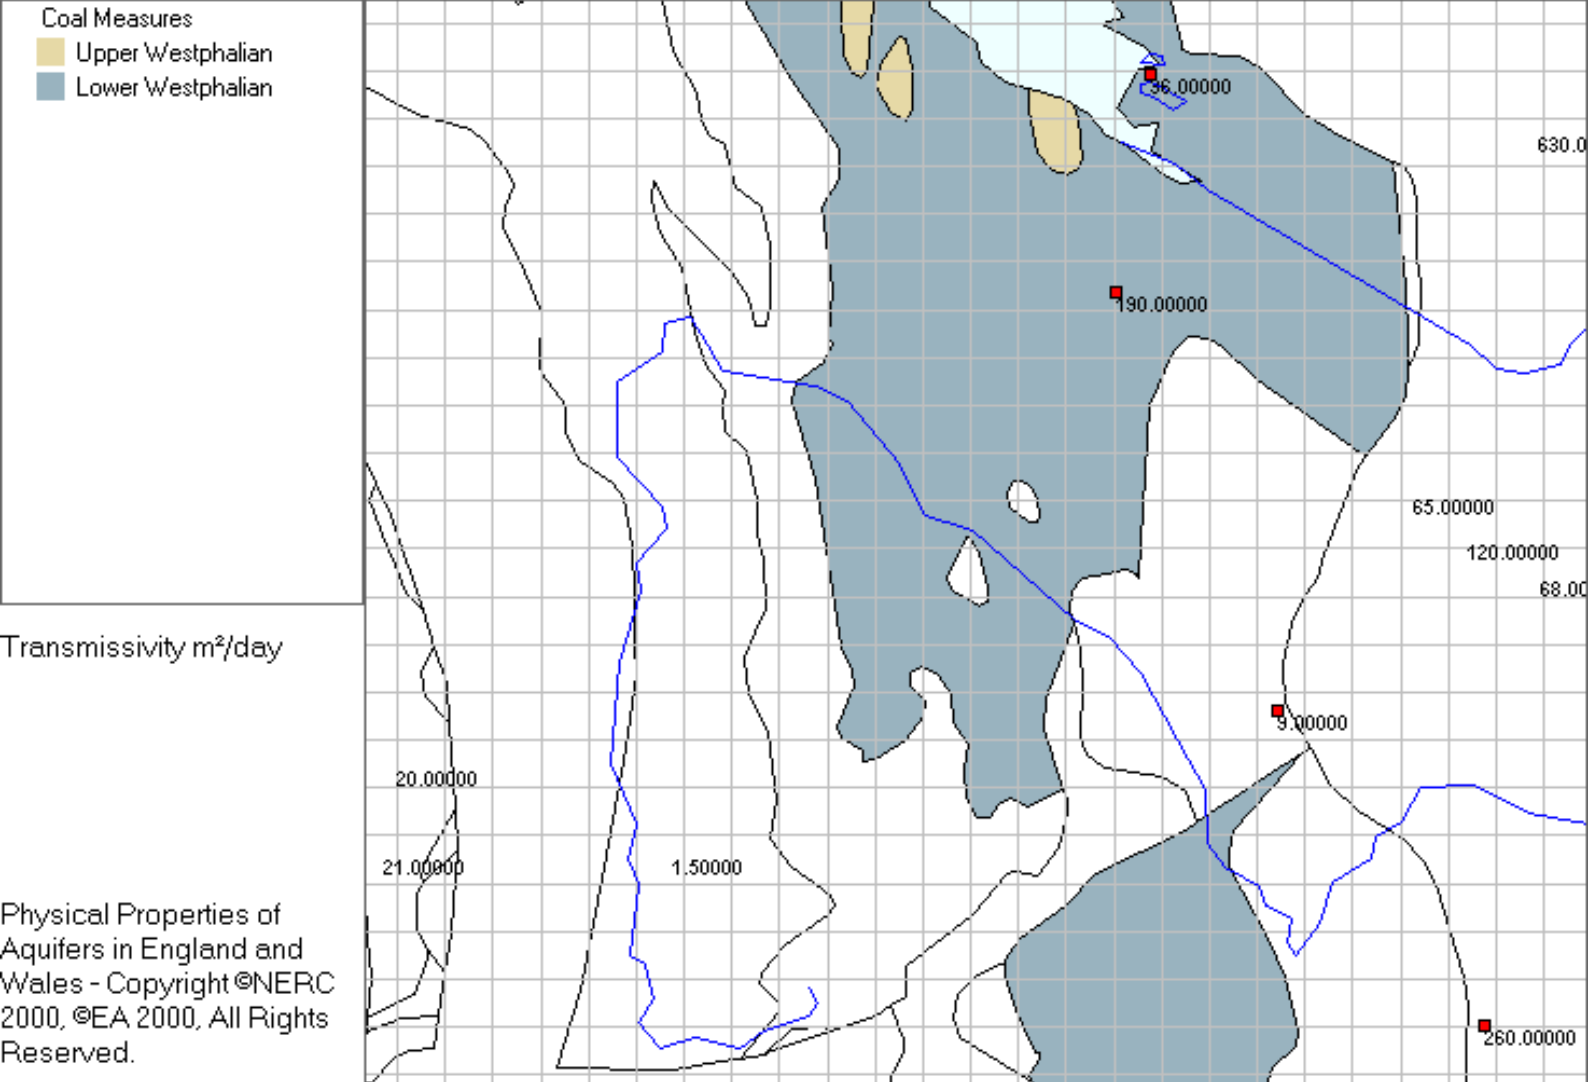 Coal Measures
Upper Westphalian
Lower Westphalian
36.00000
630.0
190.00000
65.00000
120.00000
68.00
Transmissivity m²/day
9.00000
20.00000
21.00000
1.50000
Physical Properties of
Aquifers in England and
Wales - Copyright ©NERC
2000, ©EA 2000, All Rights
Reserved.
260.00000